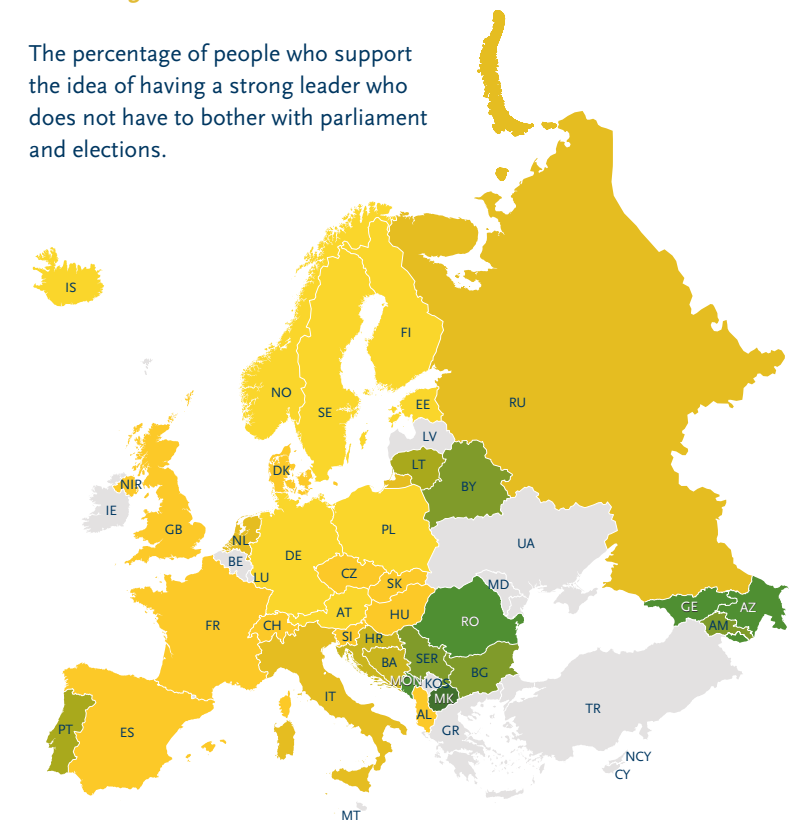 The percentage of people who support
the idea of having a strong leader who
does not have to bother with parliament
and elections.
IS
FI
NO
SE
EE
RU
LV
DK
LT
NIR
BY
IE
GB
NL
PL
UA
BE
DE
LU
CZ
SK
MD
AT
HU
GE
AZ
FR
CH
RO
AM
SI
HR
BA
SER
BG
MON
KOS
IT
MK
AL
TR
PT
ES
GR
NCY
CY
MT